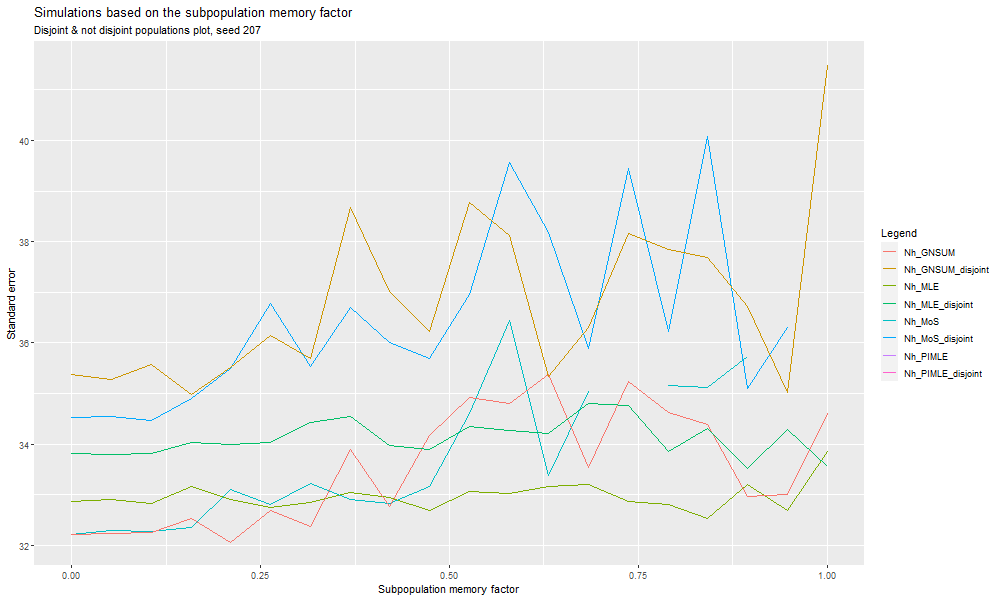 Simulations based on the subpopulation memory factor
Disjoint & not disjoint populations plot, seed 207
Standard error
40
38
36
34
32
0.00 0.25 0.50 0.75 1.00
Subpopulation memory factor
Legend
Nh_GNSUM
Nh_GNSUM_disjoint
Nh_MLE
Nh_MLE_disjoint
Nh_MoS
Nh_MoS_disjoint
Nh_PIMLE
Nh_PIMLE_disjoint